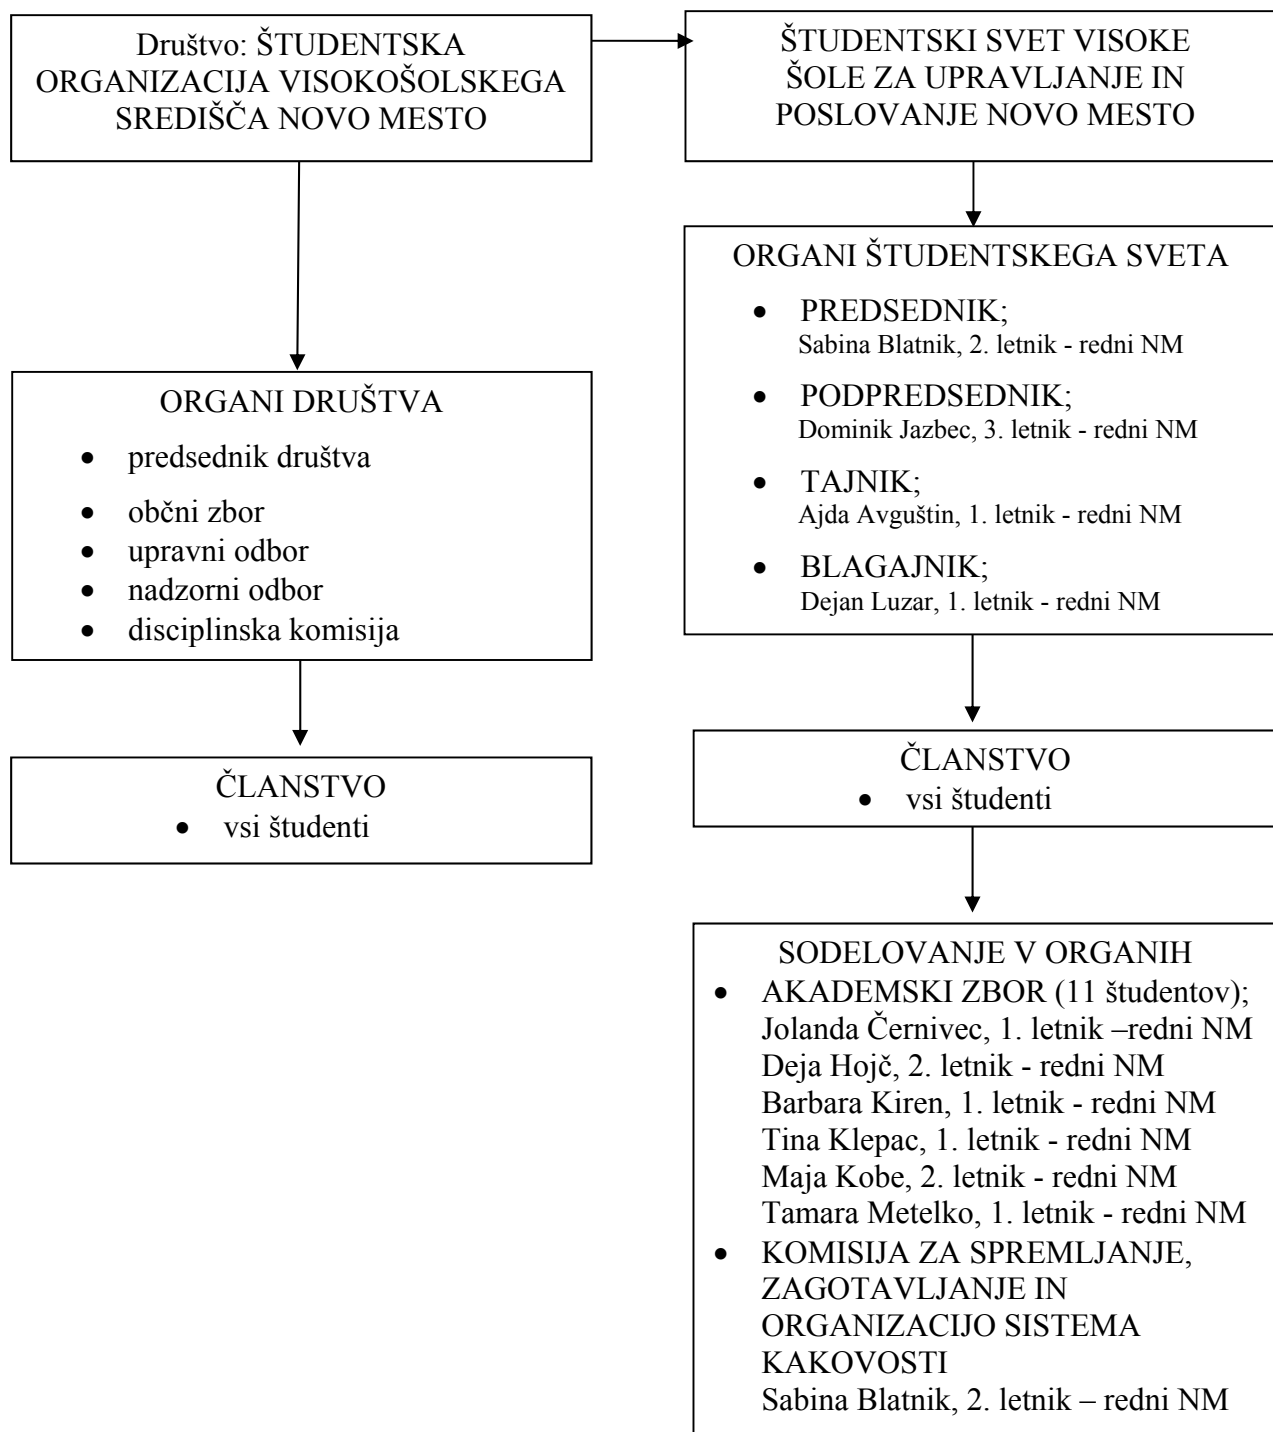 Društvo: ŠTUDENTSKA
ORGANIZACIJA VISOKOŠOLSKEGA
SREDIŠČA NOVO MESTO
ŠTUDENTSKI SVET VISOKE
ŠOLE ZA UPRAVLJANJE IN
POSLOVANJE NOVO MESTO
ORGANI DRUŠTVA
• predsednik društva
• občni zbor
• upravni odbor
• nadzorni odbor
• disciplinska komisija
ČLANSTVO
• vsi študenti
ORGANI ŠTUDENTSKEGA SVETA
• PREDSEDNIK;
Sabina Blatnik, 2. letnik - redni NM
• PODPREDSEDNIK;
Dominik Jazbec, 3. letnik - redni NM
• TAJNIK;
Ajda Avguštin, 1. letnik - redni NM
• BLAGAJNIK;
Dejan Luzar, 1. letnik - redni NM
ČLANSTVO
• vsi študenti
SODELOVANJE V ORGANIH
• AKADEMSKI ZBOR (11 študentov);
Jolanda Černivec, 1. letnik –redni NM
Deja Hojč, 2. letnik - redni NM
Barbara Kiren, 1. letnik - redni NM
Tina Klepac, 1. letnik - redni NM
Maja Kobe, 2. letnik - redni NM
Tamara Metelko, 1. letnik - redni NM
• KOMISIJA ZA SPREMLJANJE,
ZAGOTAVLJANJE IN
ORGANIZACIJO SISTEMA
KAKOVOSTI
Sabina Blatnik, 2. letnik – redni NM